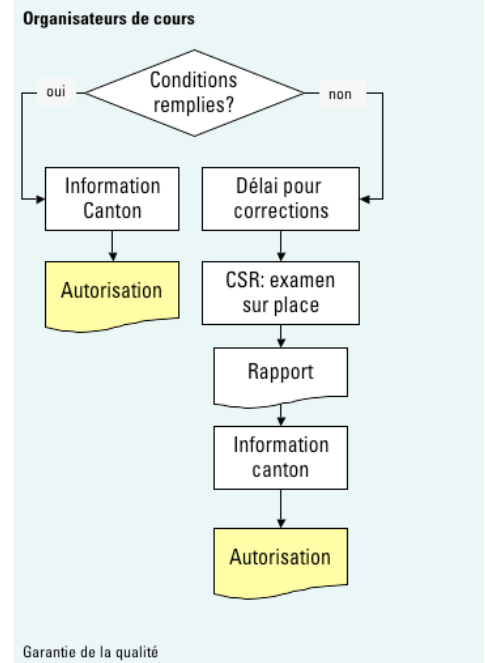 Organisateurs de cours
Conditions
remplies?
oui
non
Information
Canton
Délai pour
corrections
Autorisation
CSR: examen
sur place
Rapport
Information
canton
Autorisation
Garantie de la qualité